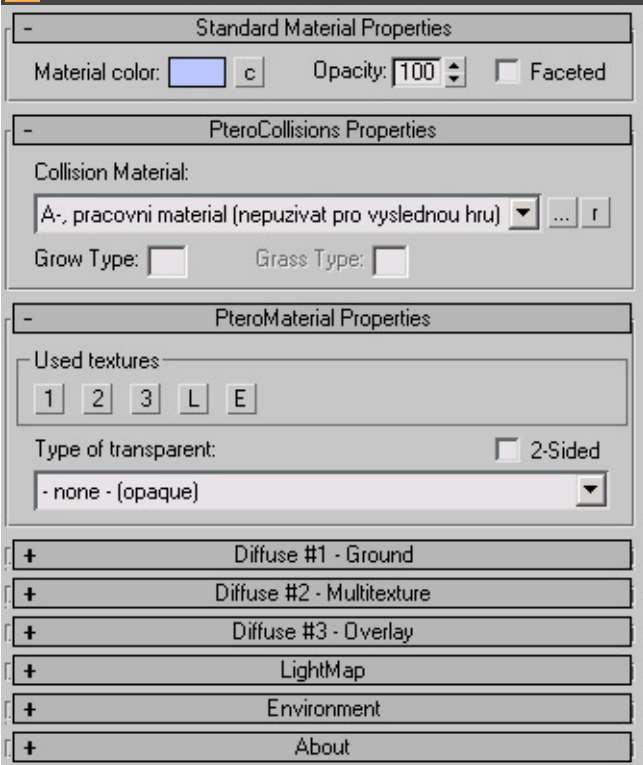 - Standard Material Properties
Material color: c Opacity: 100 Faceted
- PteroCollisions Properties
Collision Material:
A-, pracovni material (nepuzivat pro vyslednou hru) ... r
Grow Type: Grass Type:
- PteroMaterial Properties
Used textures
1 2 3 L E
Type of transparent: 2-Sided
- none - (opaque)
+ Diffuse #1 - Ground
+ Diffuse #2 - Multitexture
+ Diffuse #3 - Overlay
+ LightMap
+ Environment
+ About